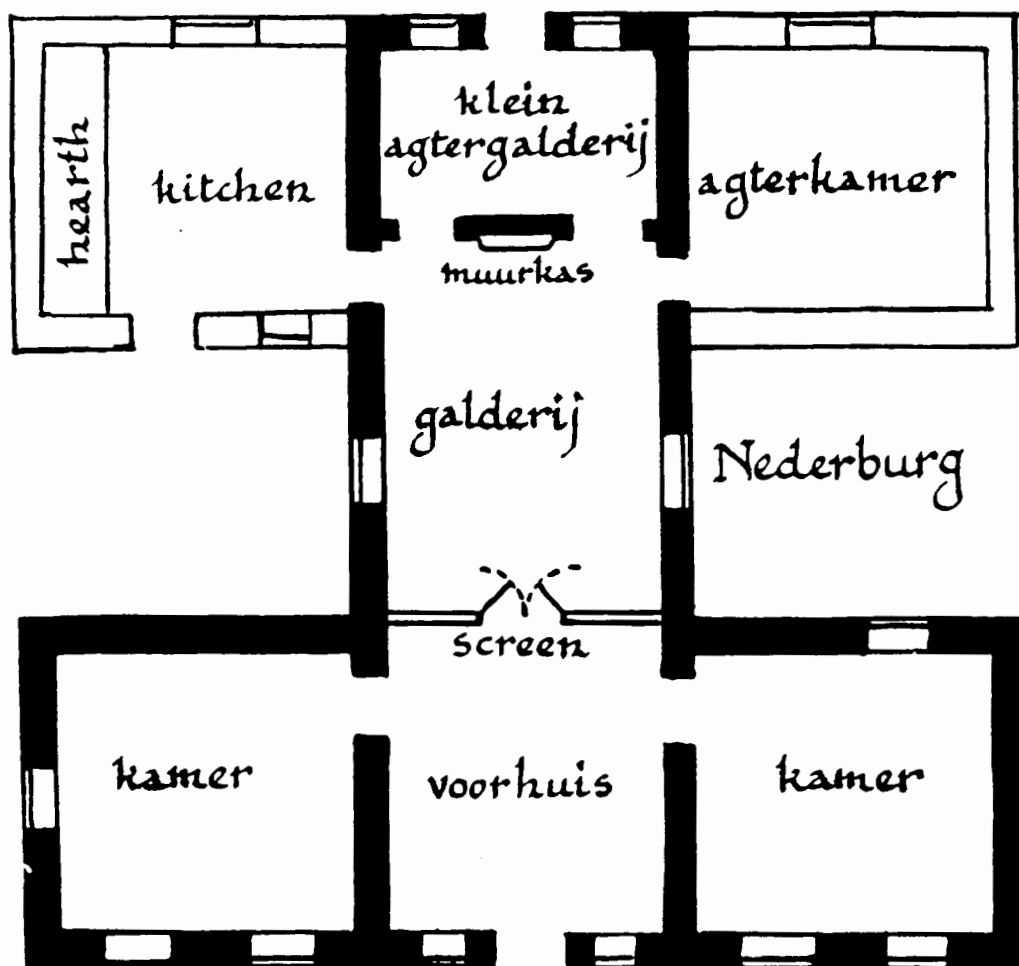 klein
agtergalderij
hearth
kitchen
agterkamer
muurkas
galderij
Nederburg
screen
kamer
voorhuis
kamer